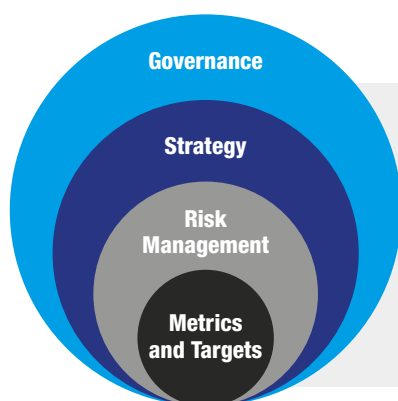 Governance
Strategy
Risk
Management
Metrics
and Targets